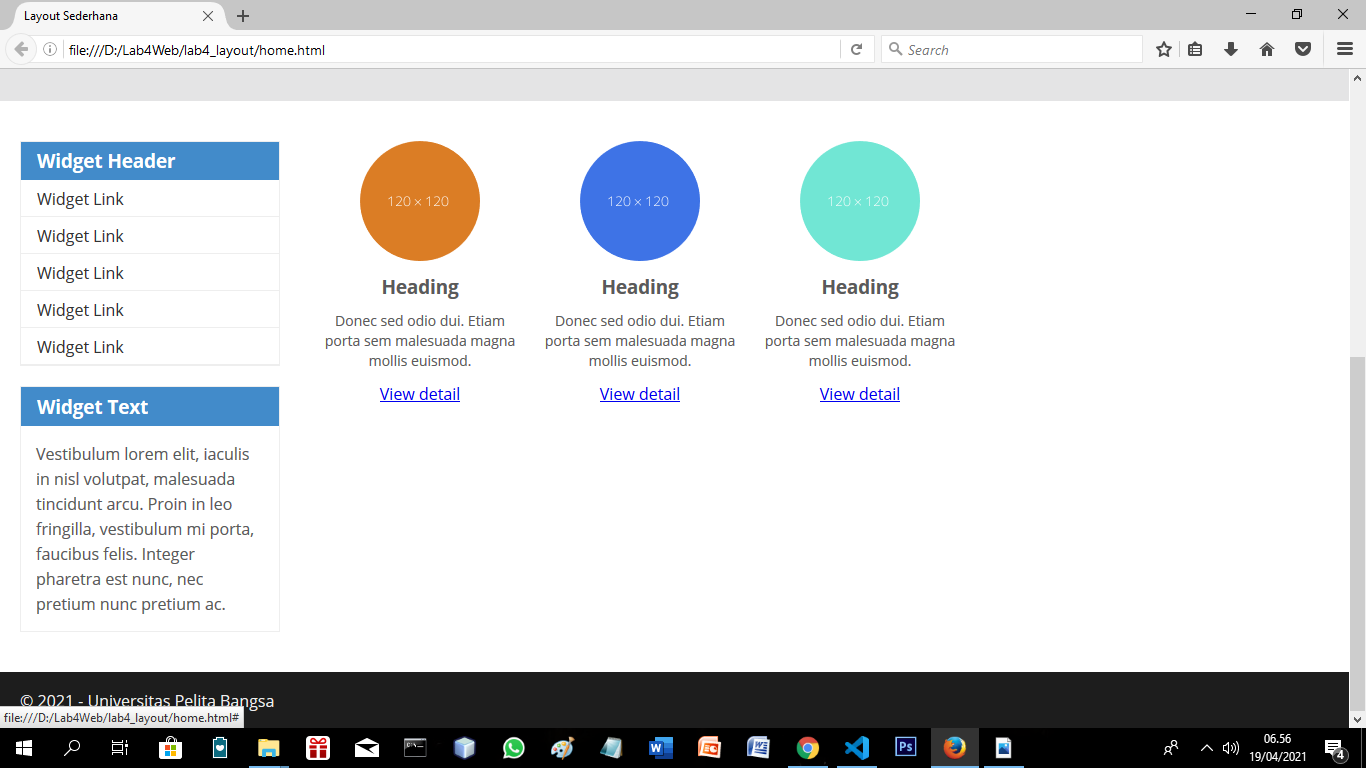 Layout Sederhana
file:///D:/Lab4Web/lab4_layout/home.html
Search
Widget Header
Widget Link
Widget Link
Widget Link
Widget Link
Widget Link
Widget Text
Vestibulum lorem elit, iaculis
in nisl volutpat, malesuada
tincidunt arcu. Proin in leo
fringilla, vestibulum mi porta,
faucibus felis. Integer
pharetra est nunc, nec
pretium nunc pretium ac.
120 × 120
Heading
Donec sed odio dui. Etiam
porta sem malesuada magna
mollis euismod.
View detail
120 × 120
Heading
Donec sed odio dui. Etiam
porta sem malesuada magna
mollis euismod.
View detail
120 × 120
Heading
Donec sed odio dui. Etiam
porta sem malesuada magna
mollis euismod.
View detail
© 2021 - Universitas Pelita Bangsa
file:///D:/Lab4Web/lab4_layout/home.html#
Ps
06.56
19/04/2021
4